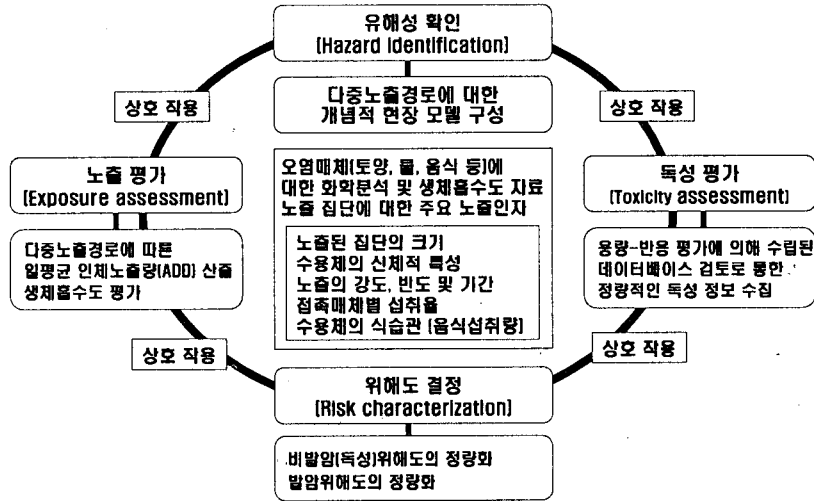 유해성 확인
(Hazard identification)
다중노출경로에 대한
개념적 현장 모델 구성
상호 작용
상호 작용
노출 평가
(Exposure assessment)
다중노출경로에 따른
일평균 인체노출량(ADD) 산출
생체흡수도 평가
오염매체(토양, 물, 음식 등)에
대한 화학분석 및 생체흡수도 자료
노출 집단에 대한 주요 노출인자
노출된 집단의 크기
수용체의 신체적 특성
노출의 강도, 빈도 및 기간
접촉매체별 섭취율
수용체의 식습관 (음식섭취량)
독성 평가
(Toxicity assessment)
용량-반응 평가에 의해 수립된
데이터베이스 검토로 통한
정량적인 독성 정보 수집
상호 작용
상호 작용
위해도 결정
(Risk characterization)
비발암(독성)위해도의 정량화
발암위해도의 정량화